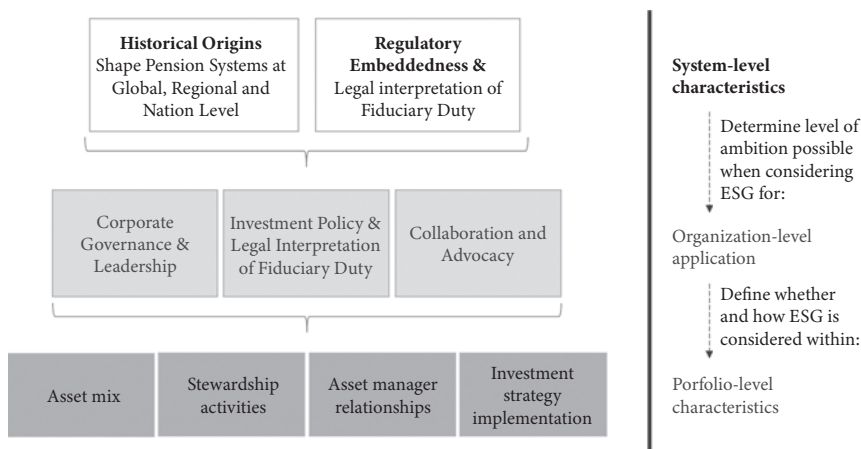 Historical Origins
Shape Pension Systems at
Global, Regional and
Nation Level
Regulatory
Embeddedness &
Legal interpretation of
Fiduciary Duty
Corporate
Governance &
Leadership
Investment Policy &
Legal Interpretation
of Fiduciary Duty
Collaboration and
Advocacy
Asset mix
Stewardship
activities
Asset manager
relationships
Investment
strategy
implementation
System-level
characteristics
Determine level of
ambition possible
when considering
ESG for:
Organization-level
application
Define whether
and how ESG is
considered within:
Porfolio-level
characteristics